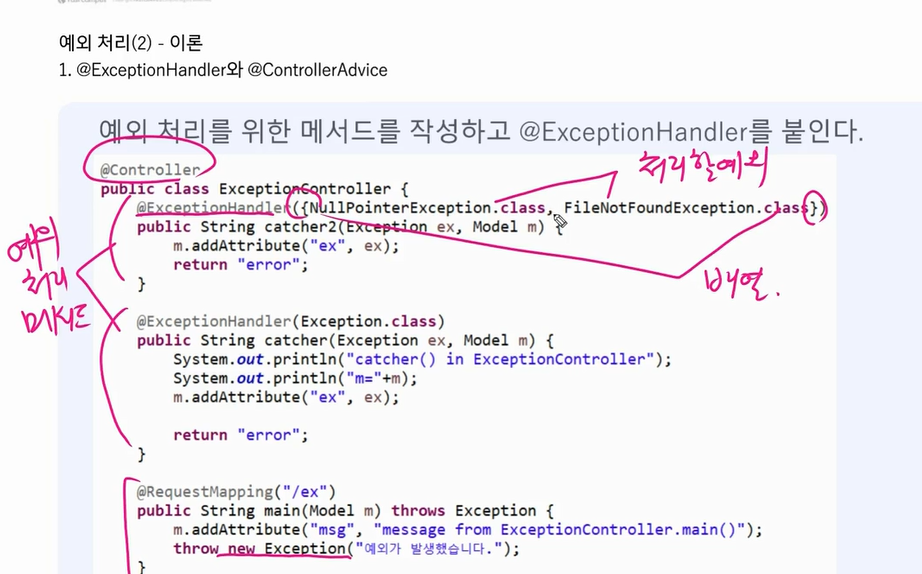 예외 처리(2) - 이론
1. @ExceptionHandler와 @ControllerAdvice
예외 처리를 위한 메서드를 작성하고 @ExceptionHandler를 붙인다.
처리할예외
@Controller
public class ExceptionController {
@ExceptionHandler({NullPointerException.class, FileNotFoundException.class})
public String catcher2(Exception ex, Model m) {
m.addAttribute("ex", ex);
return "error";
}
예외
처리
메서드
배열.
@ExceptionHandler(Exception.class)
public String catcher(Exception ex, Model m) {
System.out.println("catcher() in ExceptionController");
System.out.println("m="+m);
m.addAttribute("ex", ex);
return "error";
}
@RequestMapping("/ex")
public String main(Model m) throws Exception {
m.addAttribute("msg", "message from ExceptionController.main()");
throw new Exception("예외가 발생했습니다.");
}